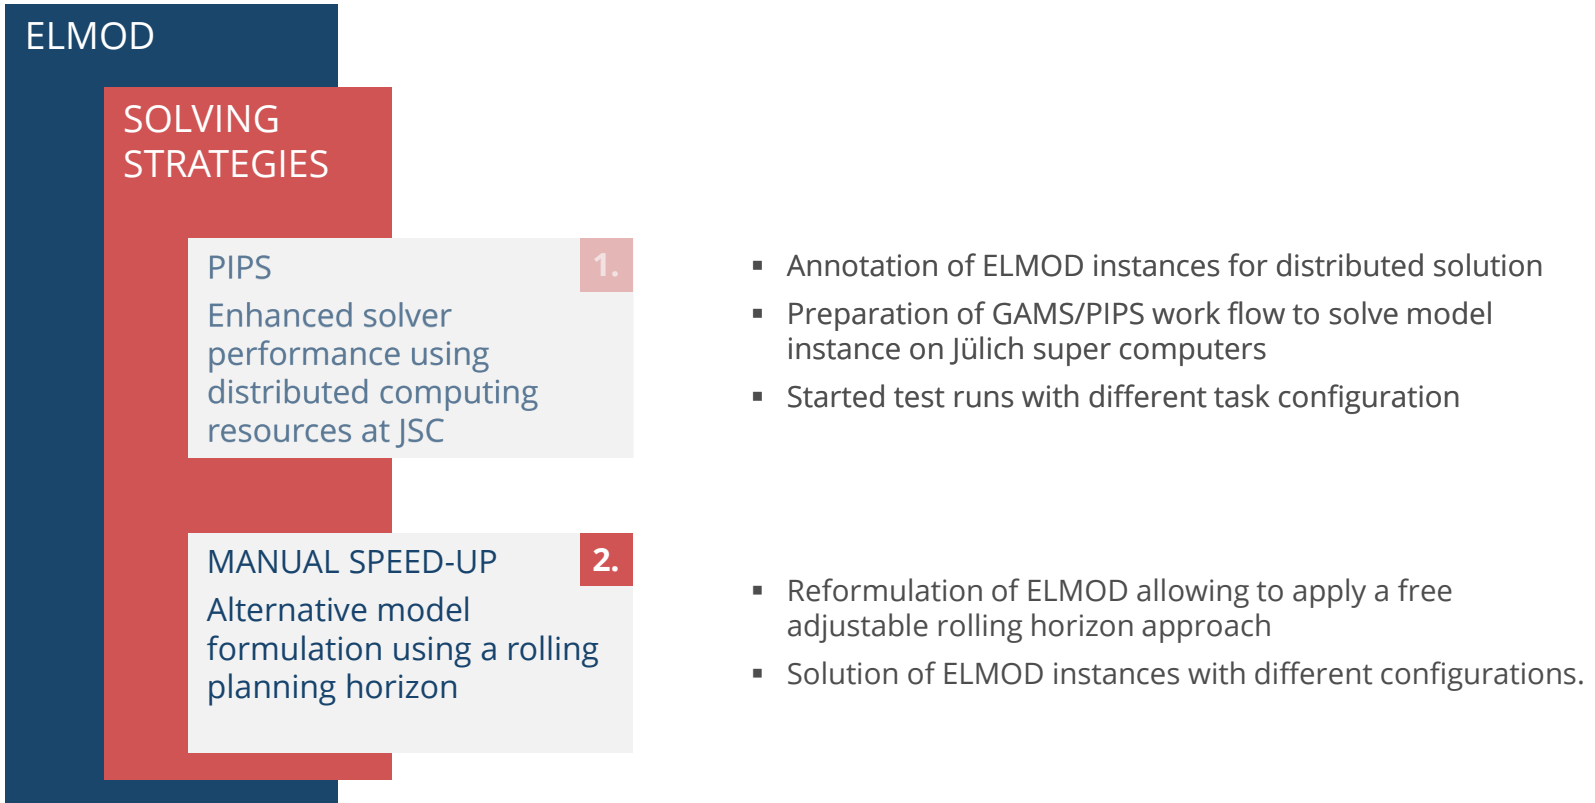 ELMOD
SOLVING
STRATEGIES
PIPS
1.
Enhanced solver
performance using
distributed computing
resources at JSC
▪ Annotation of ELMOD instances for distributed solution
▪ Preparation of GAMS/PIPS work flow to solve model
instance on Jülich super computers
▪ Started test runs with different task configuration
MANUAL SPEED-UP
2.
Alternative model
formulation using a rolling
planning horizon
▪ Reformulation of ELMOD allowing to apply a free
adjustable rolling horizon approach
▪ Solution of ELMOD instances with different configurations.